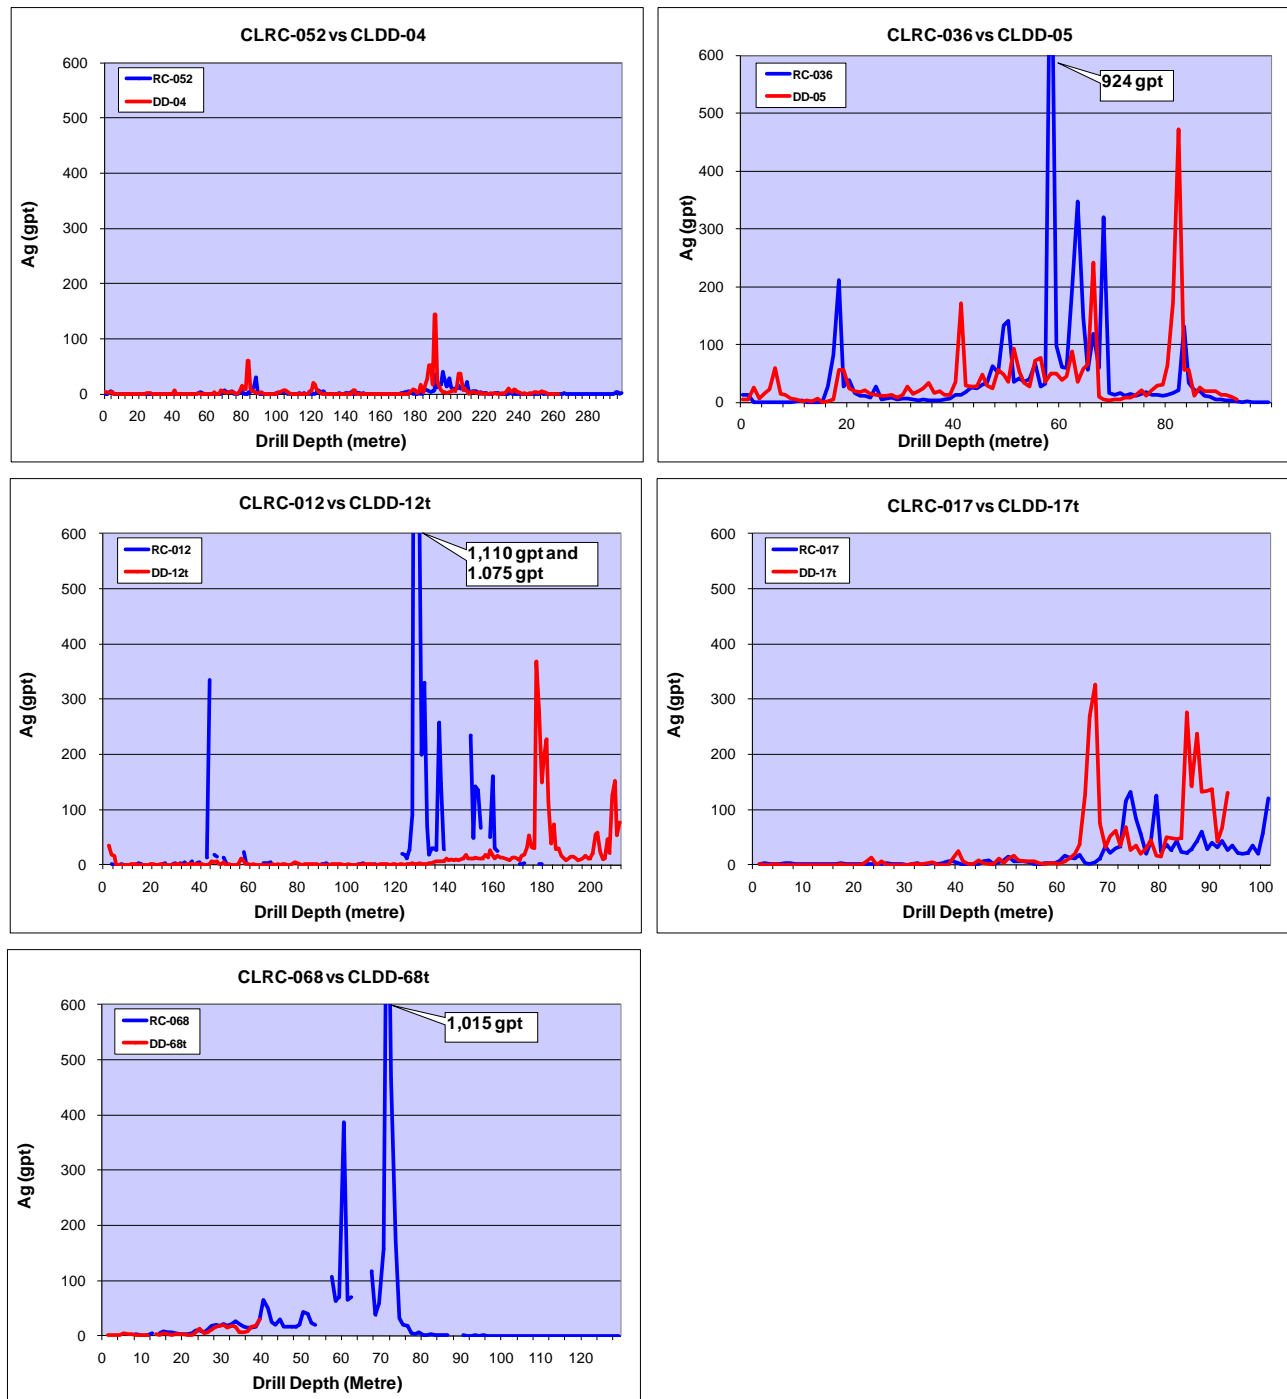 CLRC-052 vs CLDD-04
600
500
400
300
200
100
0
Ag (gpt)
RC-052
DD-04
0 20 40 60 80 100 120 140 160 180 200 220 240 260 280
Drill Depth (metre)
CLRC-036 vs CLDD-05
600
500
400
300
200
100
0
Ag (gpt)
RC-036
DD-05
924 gpt
0 20 40 60 80
Drill Depth (metre)
CLRC-012 vs CLDD-12t
600
500
400
300
200
100
0
Ag (gpt)
RC-012
DD-12t
1,110 gpt and
1.075 gpt
0 20 40 60 80 100 120 140 160 180 200
Drill Depth (metre)
CLRC-017 vs CLDD-17t
600
500
400
300
200
100
0
Ag (gpt)
RC-017
DD-17t
0 10 20 30 40 50 60 70 80 90 100
Drill Depth (metre)
CLRC-068 vs CLDD-68t
600
500
400
300
200
100
0
Ag (gpt)
RC-068
DD-68t
1,015 gpt
0 10 20 30 40 50 60 70 80 90 100 110 120
Drill Depth (Metre)